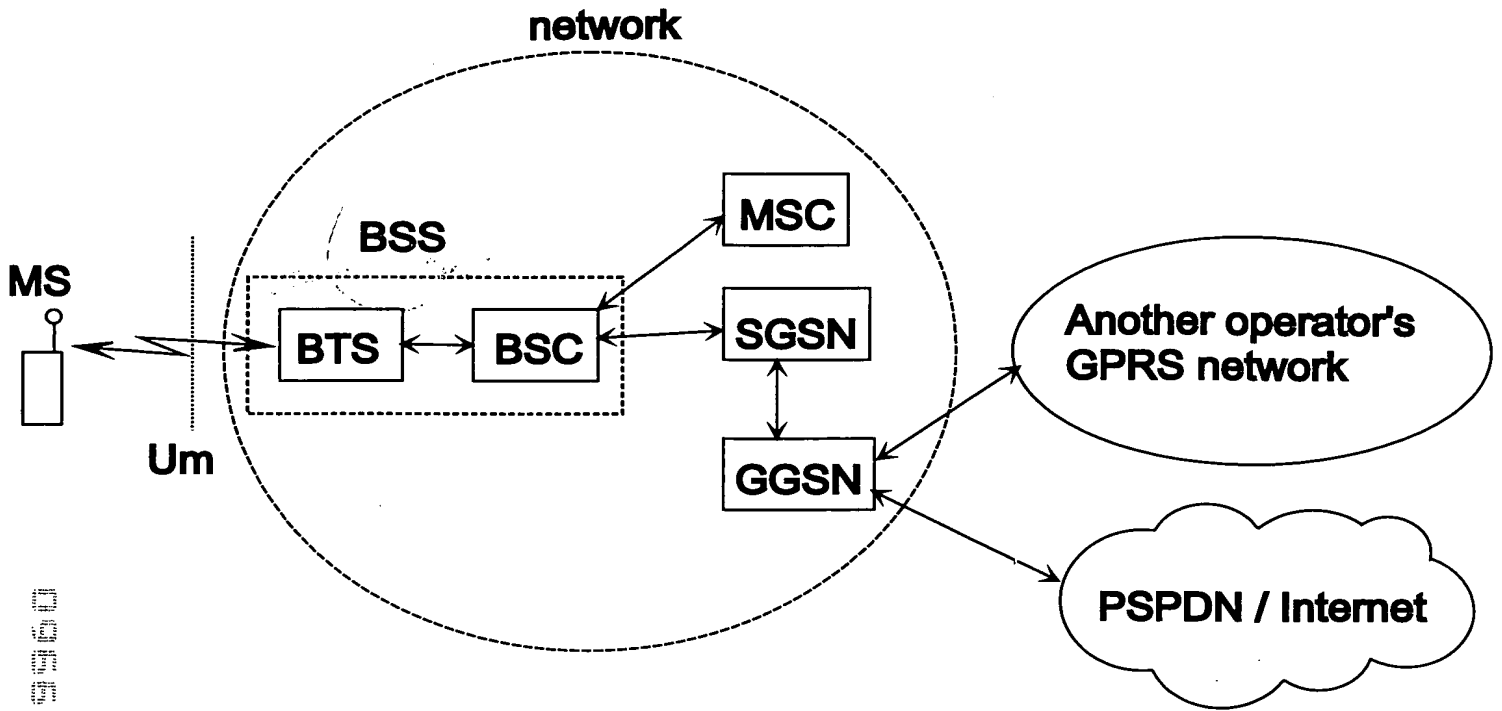 network
MSC
BSS
MS
BTS
BSC
SGSN
Another operator's
GPRS network
Um
GGSN
PSPDN / Internet